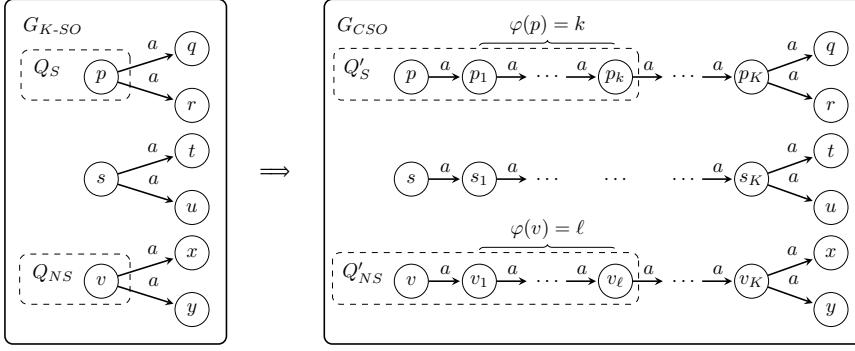 G_{K-SO}
Q_S
p
a
a
q
r
s
a
a
t
u
Q_{NS}
v
a
a
x
y
⟹
G_{CSO}
φ(p) = k
Q'_S
p a p_1 a ··· a p_k a ··· a p_K a a q r
s a s_1 a ··· ··· ··· a s_K a a t u
φ(v) = ℓ
Q'_{NS}
v a v_1 a ··· a v_ℓ a ··· a v_K a a x y